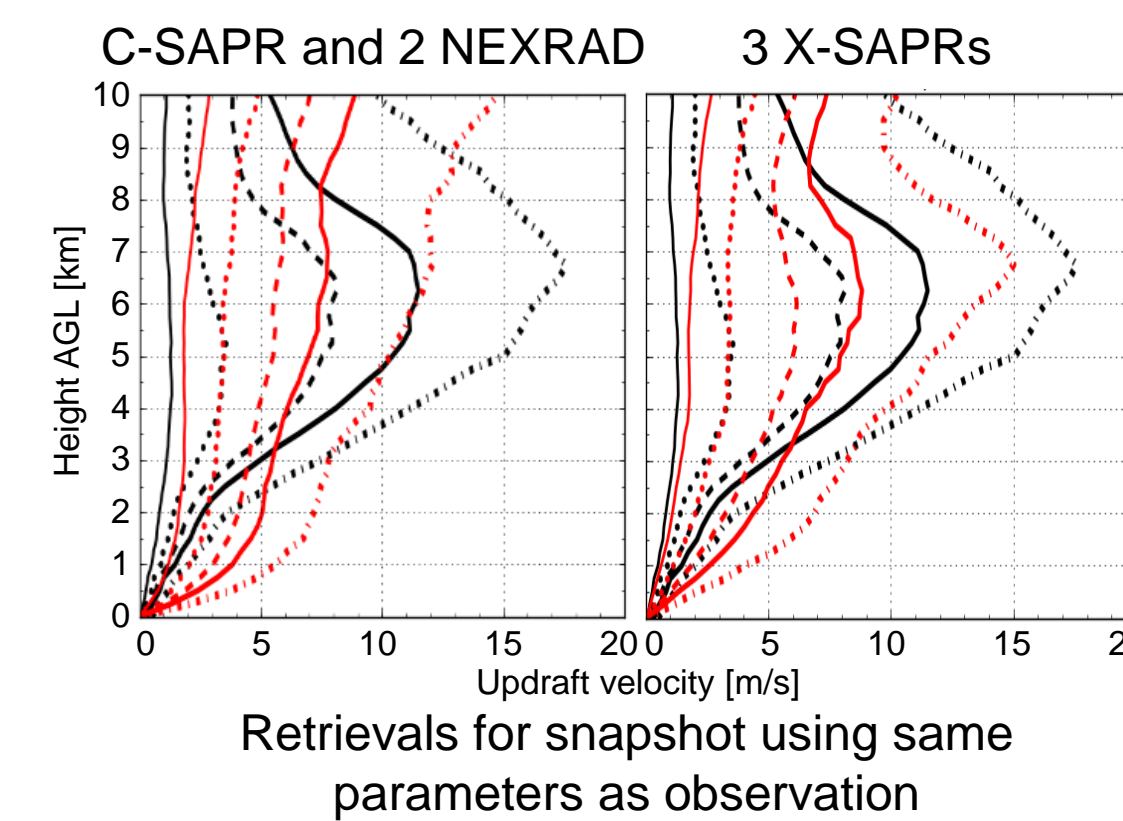 C-SAPR and 2 NEXRAD
3 X-SAPRs
10
9
8
7
6
5
4
3
2
1
0
Height AGL [km]
0 5 10 15 20
0 5 10 15 2
Updraft velocity [m/s]
Retrievals for snapshot using same
parameters as observation